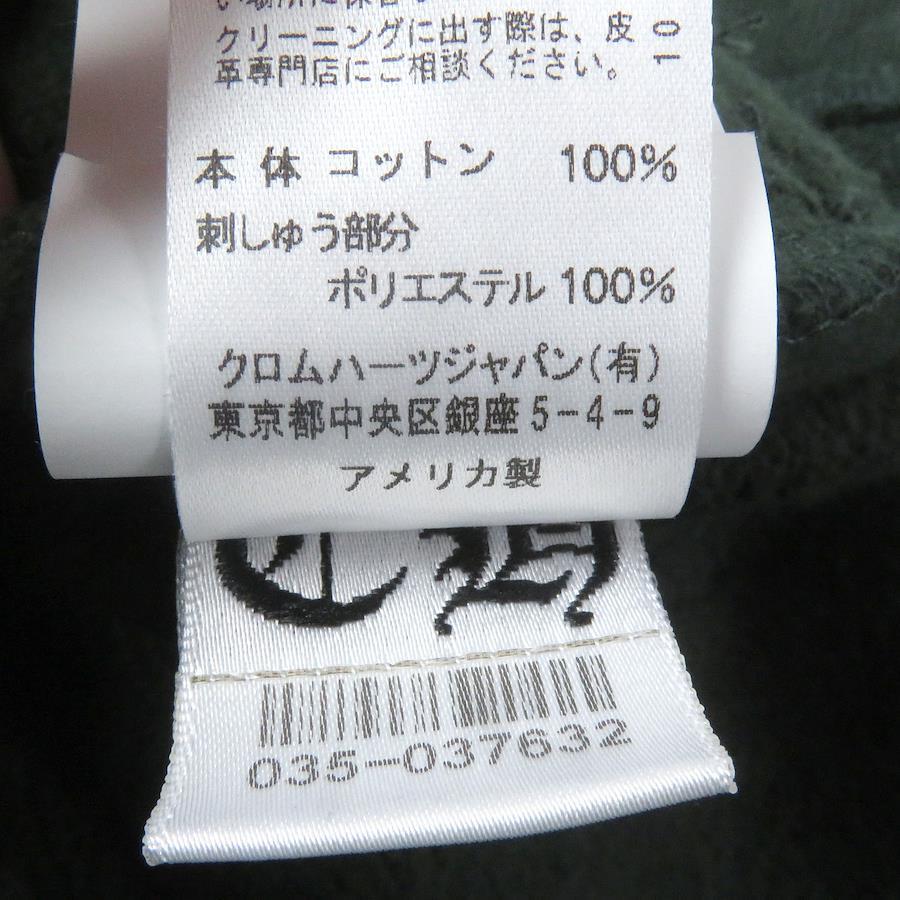 クリーニングに出す際は、皮
革専門店にご相談ください。
10
本 体 コットン 100%
刺しゅう部分
ポリエステル 100%
クロムハーツジャパン(有)
東京都中央区銀座5-4-9
アメリカ製
CH
035-037632